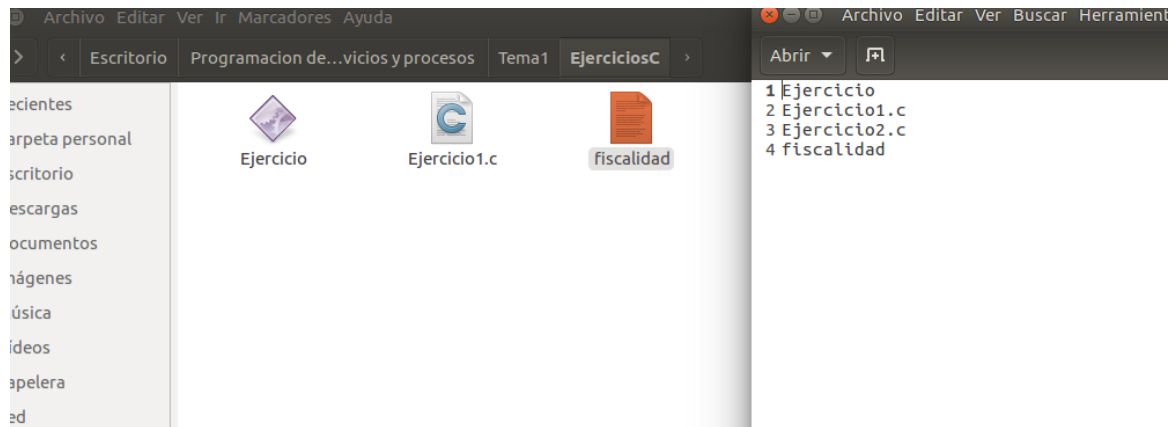 Archivo Editar Ver Ir Marcadores Ayuda
Escritorio Programacion de...vicios y procesos Tema1 EjerciciosC
ecientes
arpeta personal
scritorio
escargas
ocumentos
nágenes
úsica
ídeos
apelera
ed
Ejercicio Ejercicio1.c fiscalidad
Archivo Editar Ver Buscar Herramient
Abrir
1 Ejercicio
2 Ejercicio1.c
3 Ejercicio2.c
4 fiscalidad